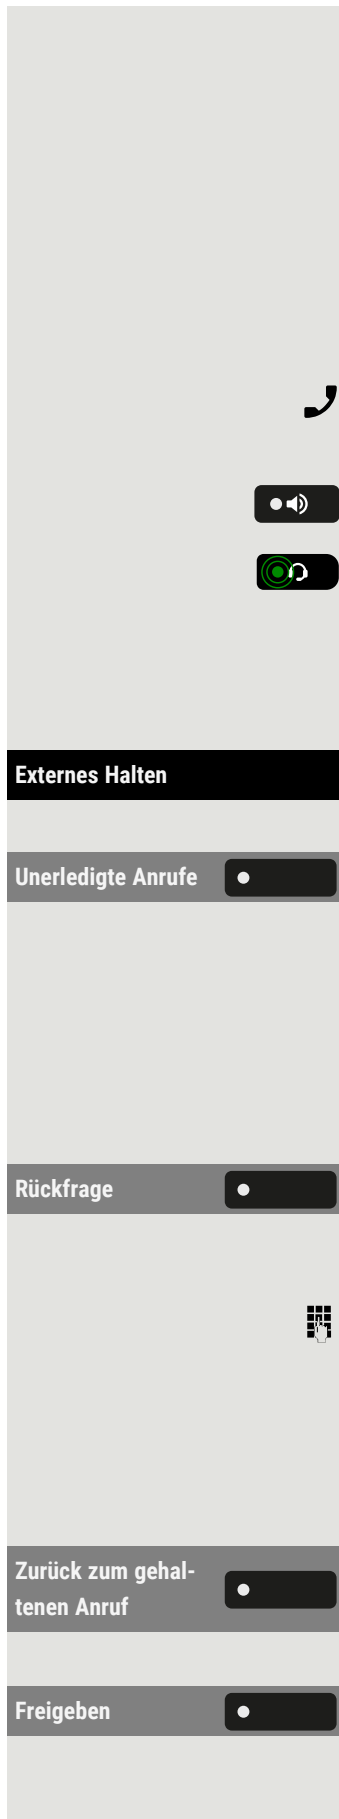 Externes Halten
Unerledigte Anrufe
Rückfrage
Zurück zum gehal-
tenen Anruf
Freigeben